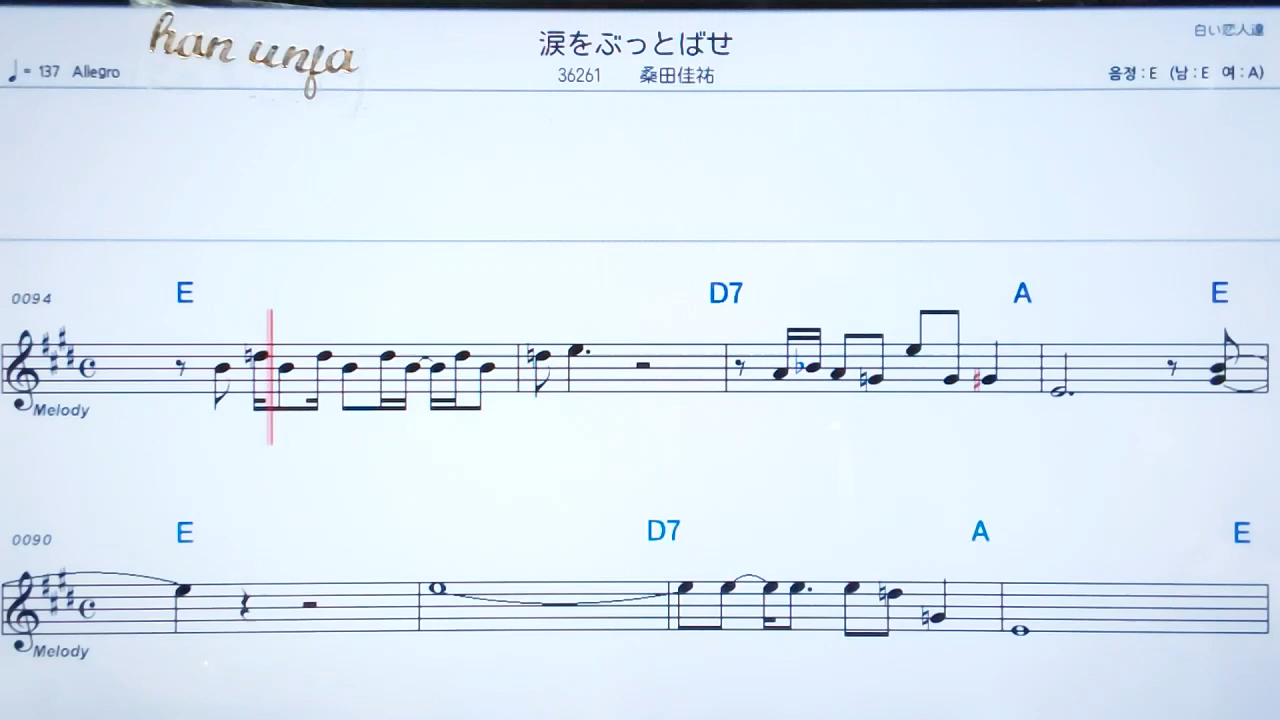 han unja
涙をぶっとばせ
白い恋人達
♩= 137 Allegro
36261 桑田佳祐
음정 : E (남 : E 여 : A)
0094
E D7 A E
Melody
0090
E D7 A E
Melody